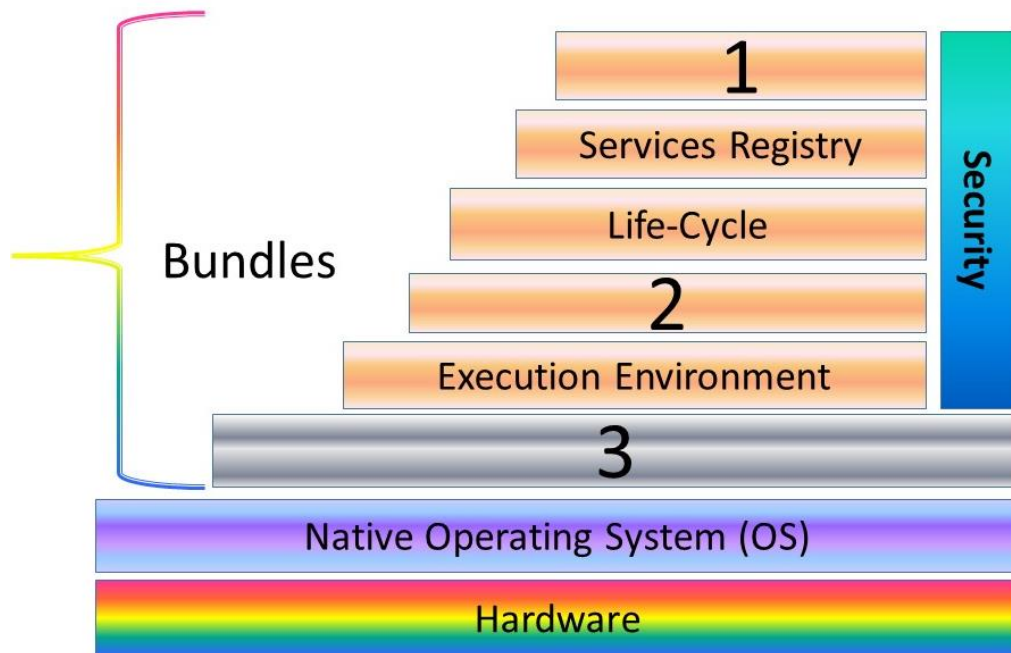 1
Services Registry
Life-Cycle
Bundles
2
Execution Environment
3
Native Operating System (OS)
Hardware
Security